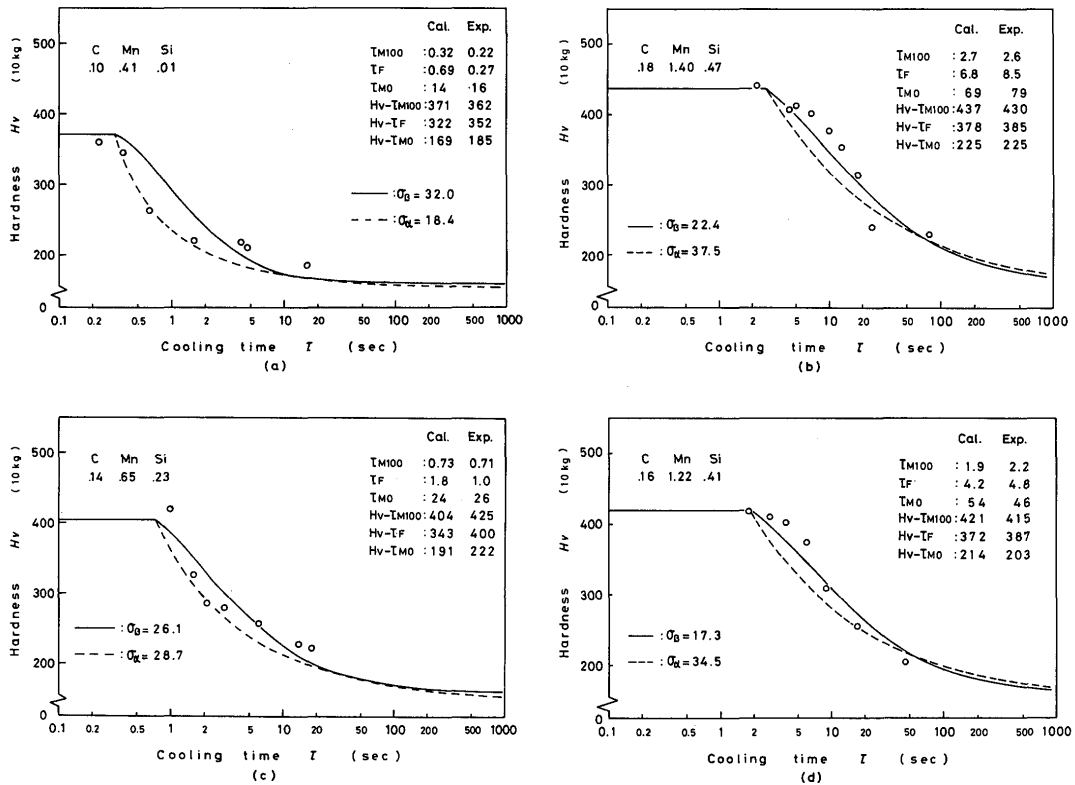 Cal. Exp.
C Mn Si
.10 .41 .01
τM100 :0.32 0.22
τF :0.69 0.27
τM0 :14 ·16
Hv-τM100:371 362
Hv-τF :322 352
Hv-τM0 :169 185
:σβ=32.0
:σα=18.4
Hardness Hv (10kg)
500
400
300
200
0
0.1 0.2 0.5 1 2 5 10 20 50 100 200 500 1000
Cooling time τ (sec)
(a)
Cal. Exp.
C Mn Si
.18 1.40 .47
τM100 :2.7 2.6
τF :6.8 8.5
τM0 :69 79
Hv-τM100:437 430
Hv-τF :378 385
Hv-τM0 :225 225
:σβ=22.4
:σα=37.5
Hardness Hv (10kg)
500
400
300
200
0
0.1 0.2 0.5 1 2 5 10 20 50 100 200 500 1000
Cooling time τ (sec)
(b)
Cal. Exp.
C Mn Si
.14 .65 .23
τM100 :0.73 0.71
τF :1.8 1.0
τM0 :24 26
Hv-τM100:404 425
Hv-τF :343 400
Hv-τM0 :191 222
:σβ=26.1
:σα=28.7
Hardness Hv (10kg)
500
400
300
200
0
0.1 0.2 0.5 1 2 5 10 20 50 100 200 500 1000
Cooling time τ (sec)
(c)
Cal. Exp.
C Mn Si
.16 1.22 .41
τM100 :1.9 2.2
τF :4.2 4.8
τM0 :54 46
Hv-τM100:421 415
Hv-τF :372 387
Hv-τM0 :214 203
:σβ=17.3
:σα=34.5
Hardness Hv (10kg)
500
400
300
200
0
0.1 0.2 0.5 1 2 5 10 20 50 100 200 500 1000
Cooling time τ (sec)
(d)